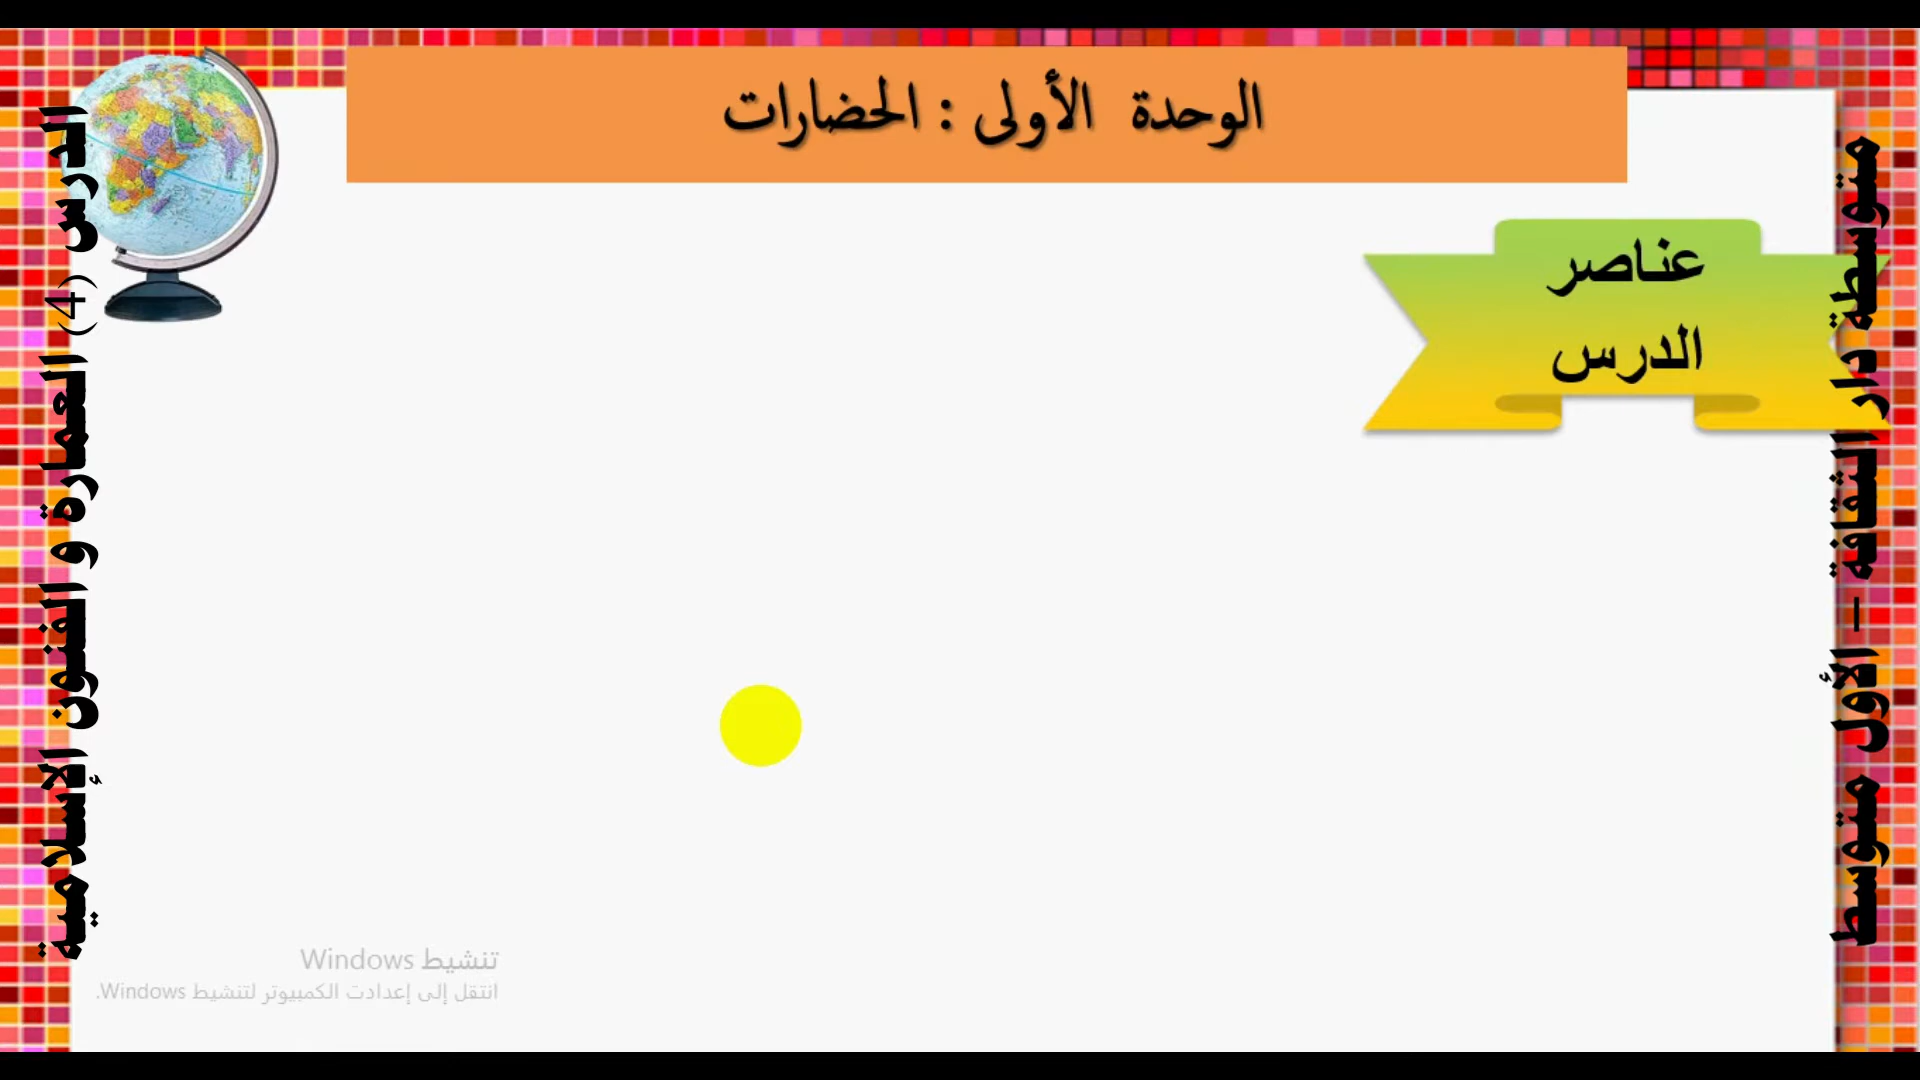 الوحدة الأولى : الحضارات
عناصر
الدرس
متوسطة دار الثقافة – الأول متوسط
الدرس (4) العمارة و الفنون الإسلامية
تنشيط Windows
انتقل إلى إعدادت الكمبيوتر لتنشيط Windows.